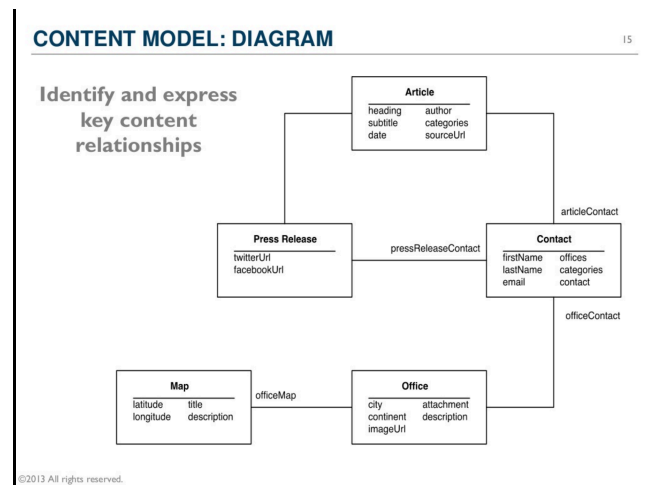 CONTENT MODEL: DIAGRAM
15
Identify and express
key content
relationships
Article
heading author
subtitle categories
date sourceUrl
articleContact
Press Release
twitterUrl
facebookUrl
pressReleaseContact
Contact
firstName offices
lastName categories
email contact
officeContact
Map
latitude title
longitude description
officeMap
Office
city attachment
continent description
imageUrl
©2013 All rights reserved.